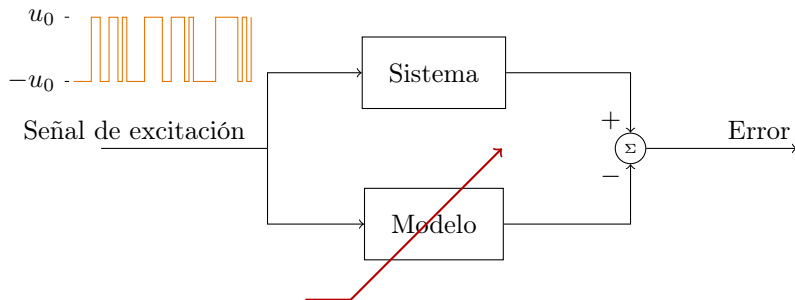 u₀
−u₀
Señal de excitación
Sistema
+
Σ
Error
−
Modelo